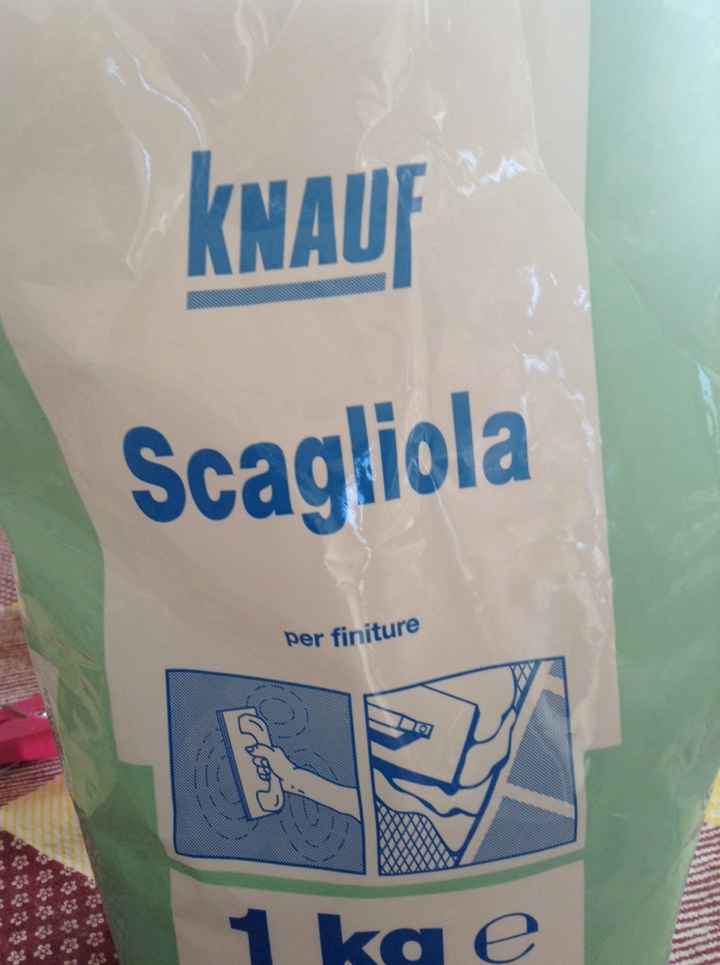 KNAUF
Scagliola
per finiture
1 kg e